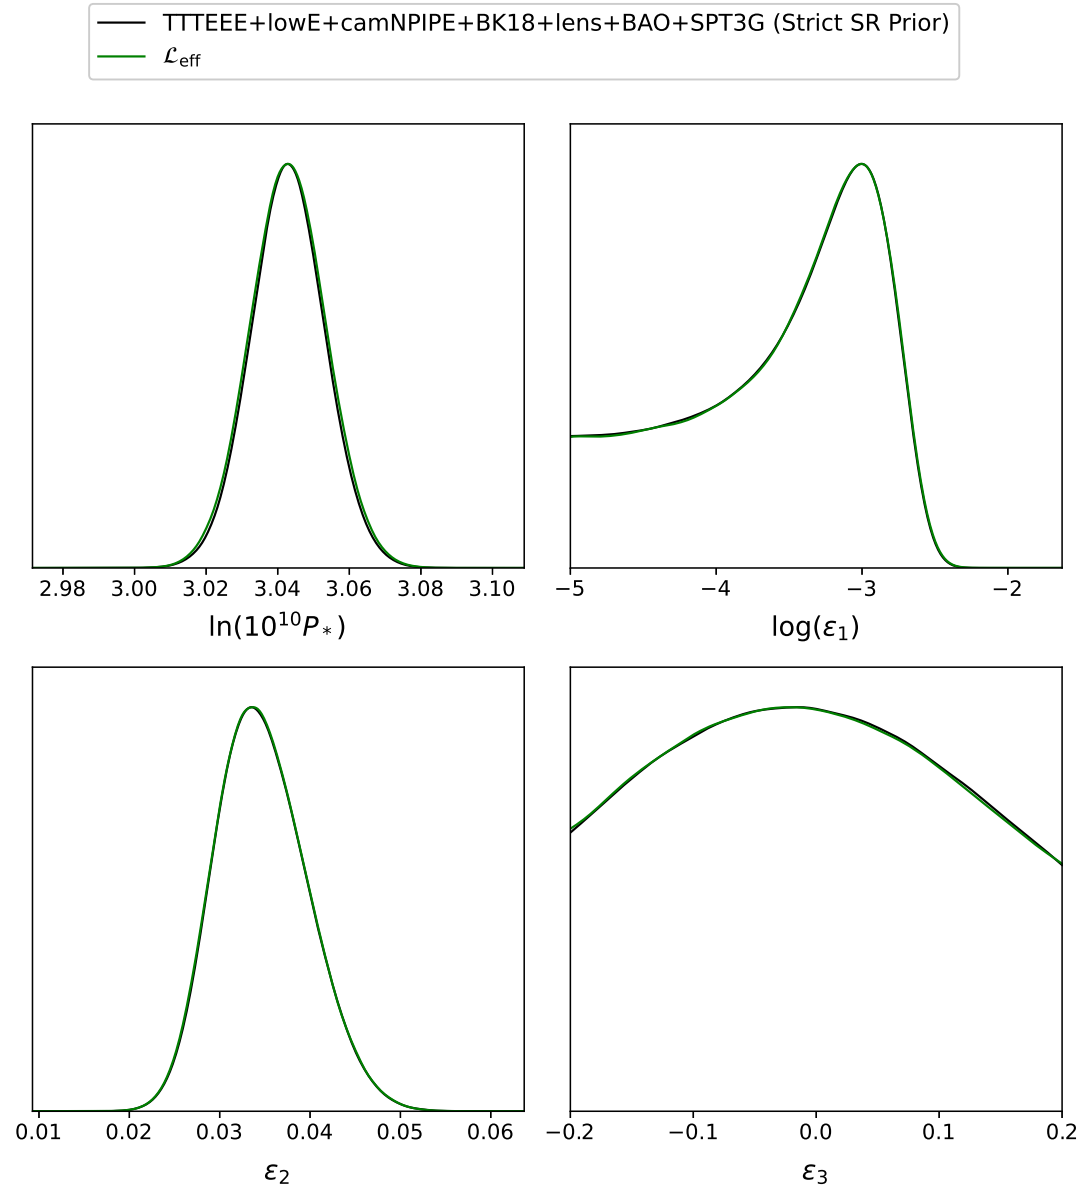 TTTEEE+lowE+camNPIPE+BK18+lens+BAO+SPT3G (Strict SR Prior)
ℒ_eff
2.98 3.00 3.02 3.04 3.06 3.08 3.10
ln(10¹⁰P_*)
−5 −4 −3 −2
log(ε₁)
0.01 0.02 0.03 0.04 0.05 0.06
ε₂
−0.2 −0.1 0.0 0.1 0.2
ε₃